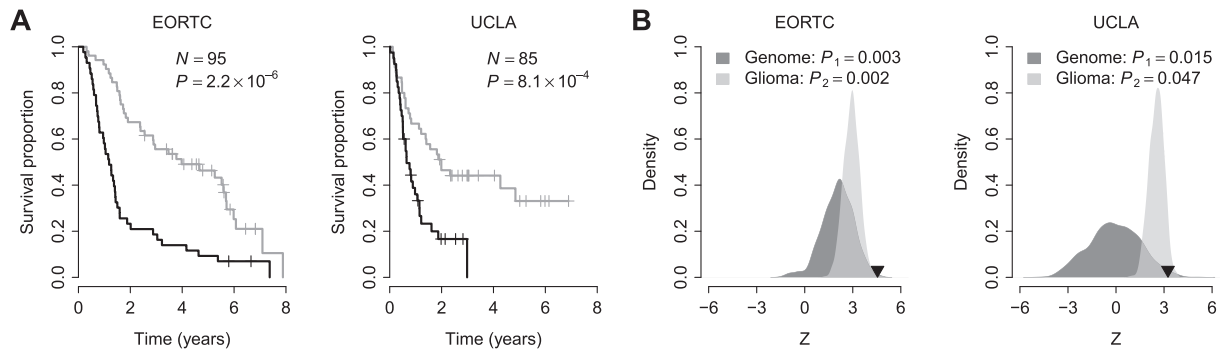 A
EORTC
N = 95
P = 2.2 × 10⁻⁶
Survival proportion
1.0
0.8
0.6
0.4
0.2
0.0
0 2 4 6 8
Time (years)
UCLA
N = 85
P = 8.1 × 10⁻⁴
Survival proportion
1.0
0.8
0.6
0.4
0.2
0.0
0 2 4 6 8
Time (years)
B
EORTC
Genome: P₁ = 0.003
Glioma: P₂ = 0.002
Density
1.0
0.8
0.6
0.4
0.2
0.0
−6 −3 0 3 6
Z
UCLA
Genome: P₁ = 0.015
Glioma: P₂ = 0.047
Density
1.0
0.8
0.6
0.4
0.2
0.0
−6 −3 0 3 6
Z